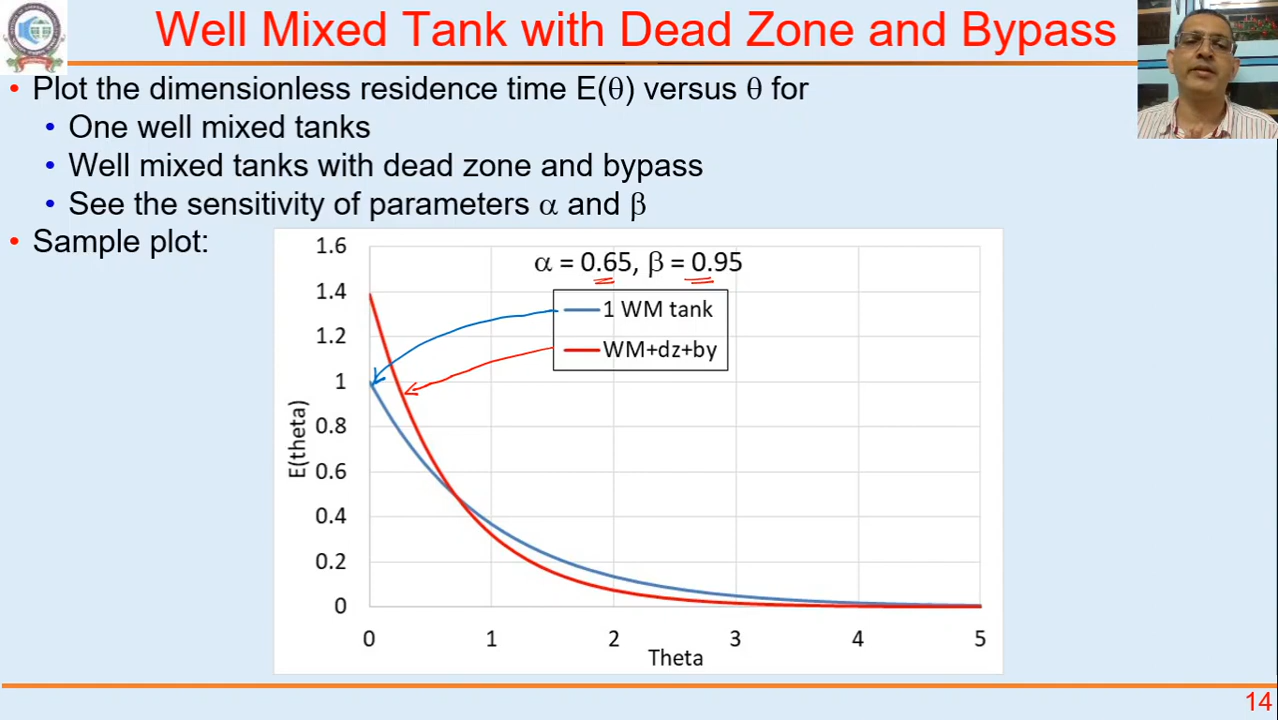 Well Mixed Tank with Dead Zone and Bypass
• Plot the dimensionless residence time E(θ) versus θ for
• One well mixed tanks
• Well mixed tanks with dead zone and bypass
• See the sensitivity of parameters α and β
• Sample plot:
α = 0.65, β = 0.95
1 WM tank
WM+dz+by
1.6
1.4
1.2
1
0.8
0.6
0.4
0.2
0
E(theta)
0 1 2 3 4 5
Theta
14